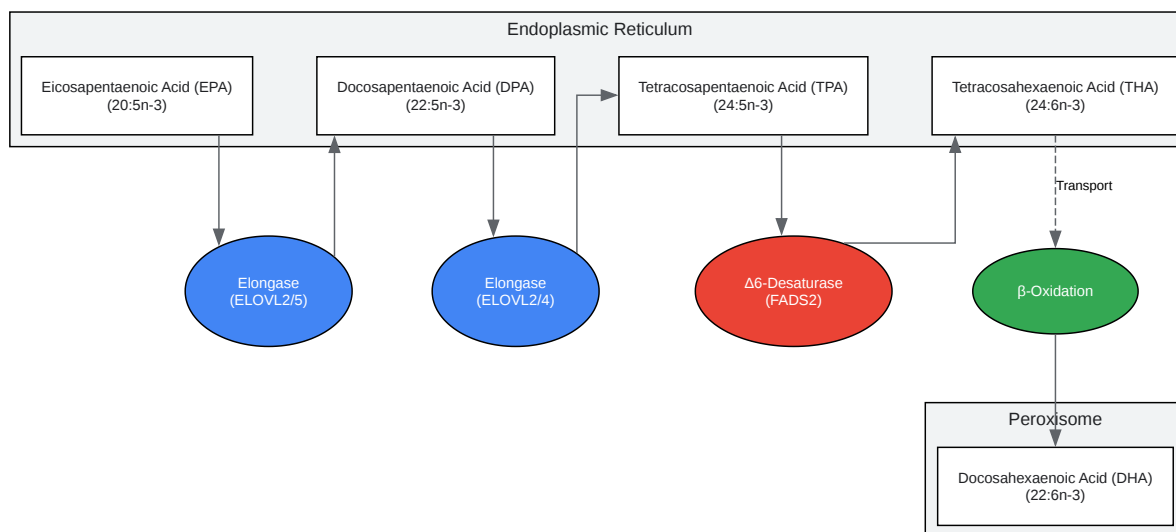 Endoplasmic Reticulum
Eicosapentaenoic Acid (EPA)
(20:5n-3)
Docosapentaenoic Acid (DPA)
(22:5n-3)
Tetracosapentaenoic Acid (TPA)
(24:5n-3)
Tetracosahexaenoic Acid (THA)
(24:6n-3)
Transport
Elongase
(ELOVL2/5)
Elongase
(ELOVL2/4)
Δ6-Desaturase
(FADS2)
β-Oxidation
Peroxisome
Docosahexaenoic Acid (DHA)
(22:6n-3)